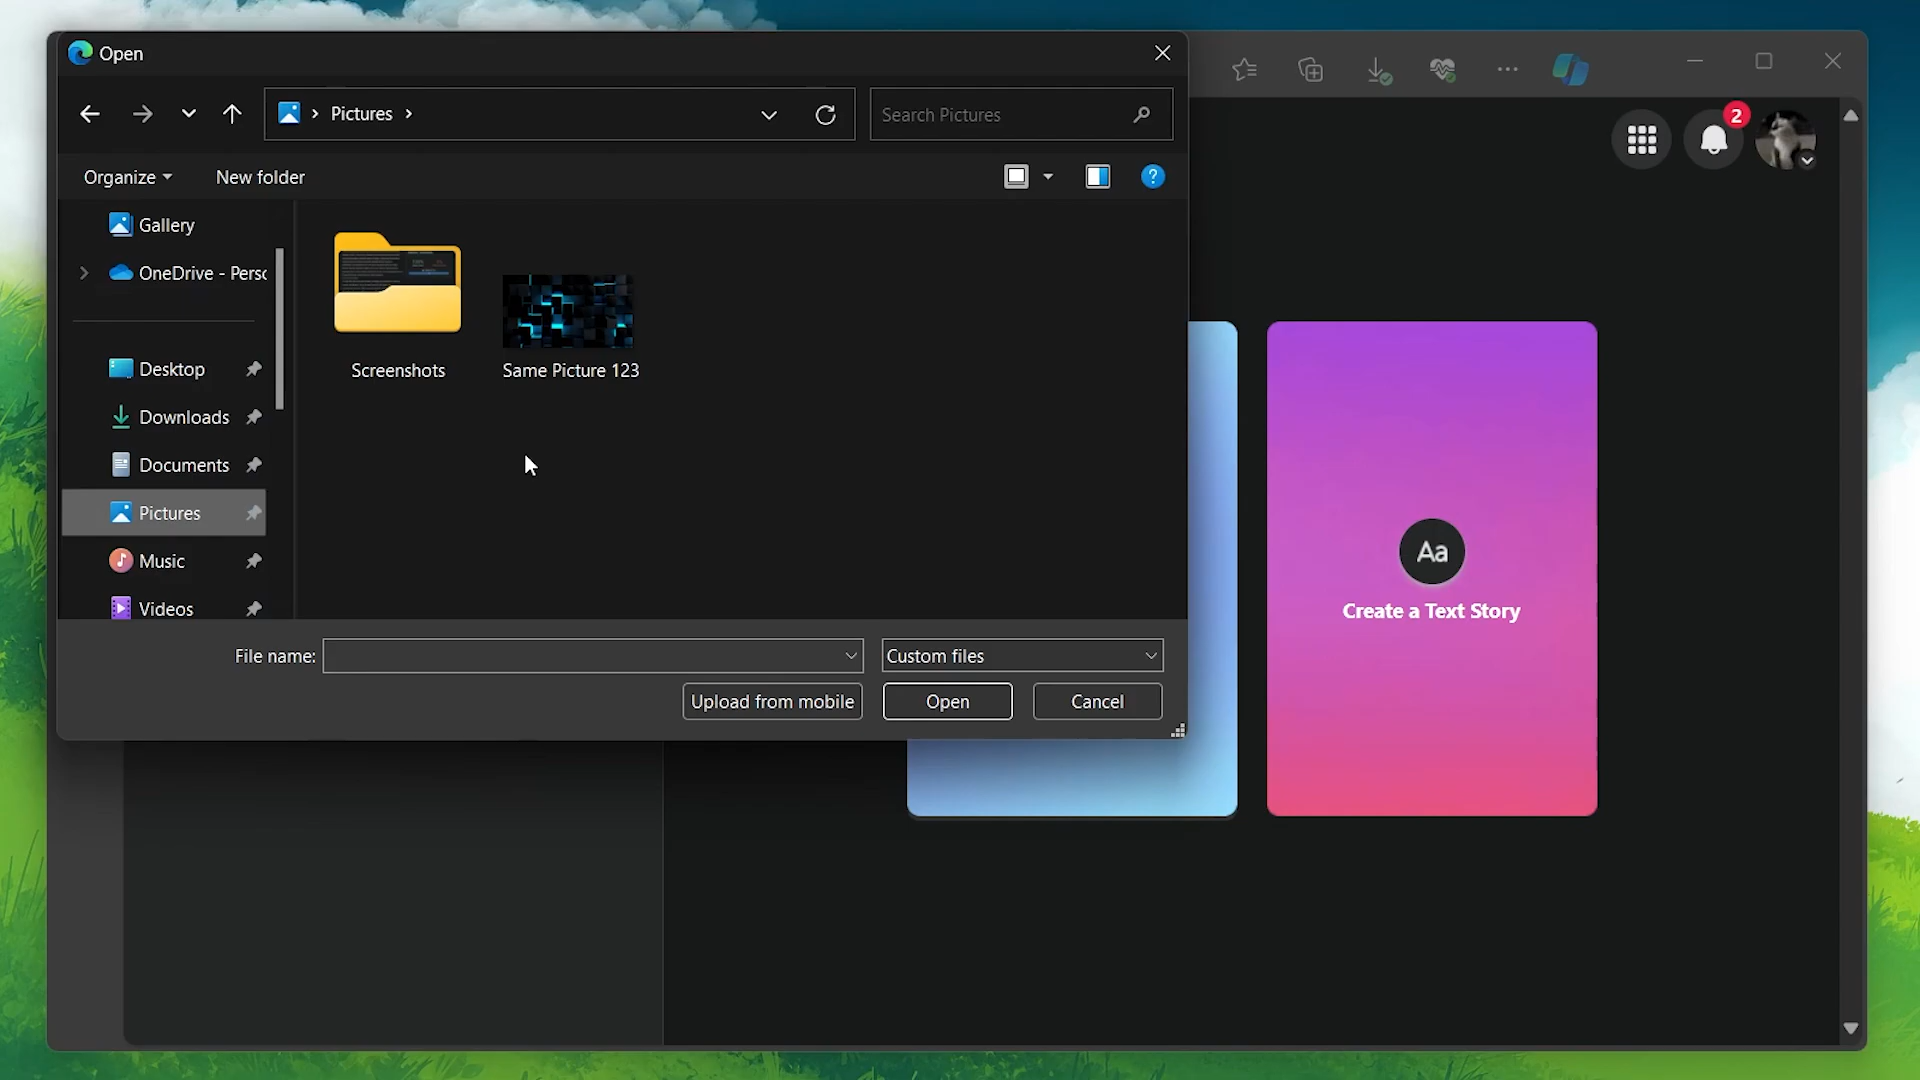 Open
Pictures
Search Pictures
Organize
New folder
?
2
Gallery
OneDrive - Perso
Desktop
Downloads
Documents
Pictures
Music
Videos
Screenshots
Same Picture 123
Aa
Create a Text Story
File name:
Custom files
Upload from mobile
Open
Cancel